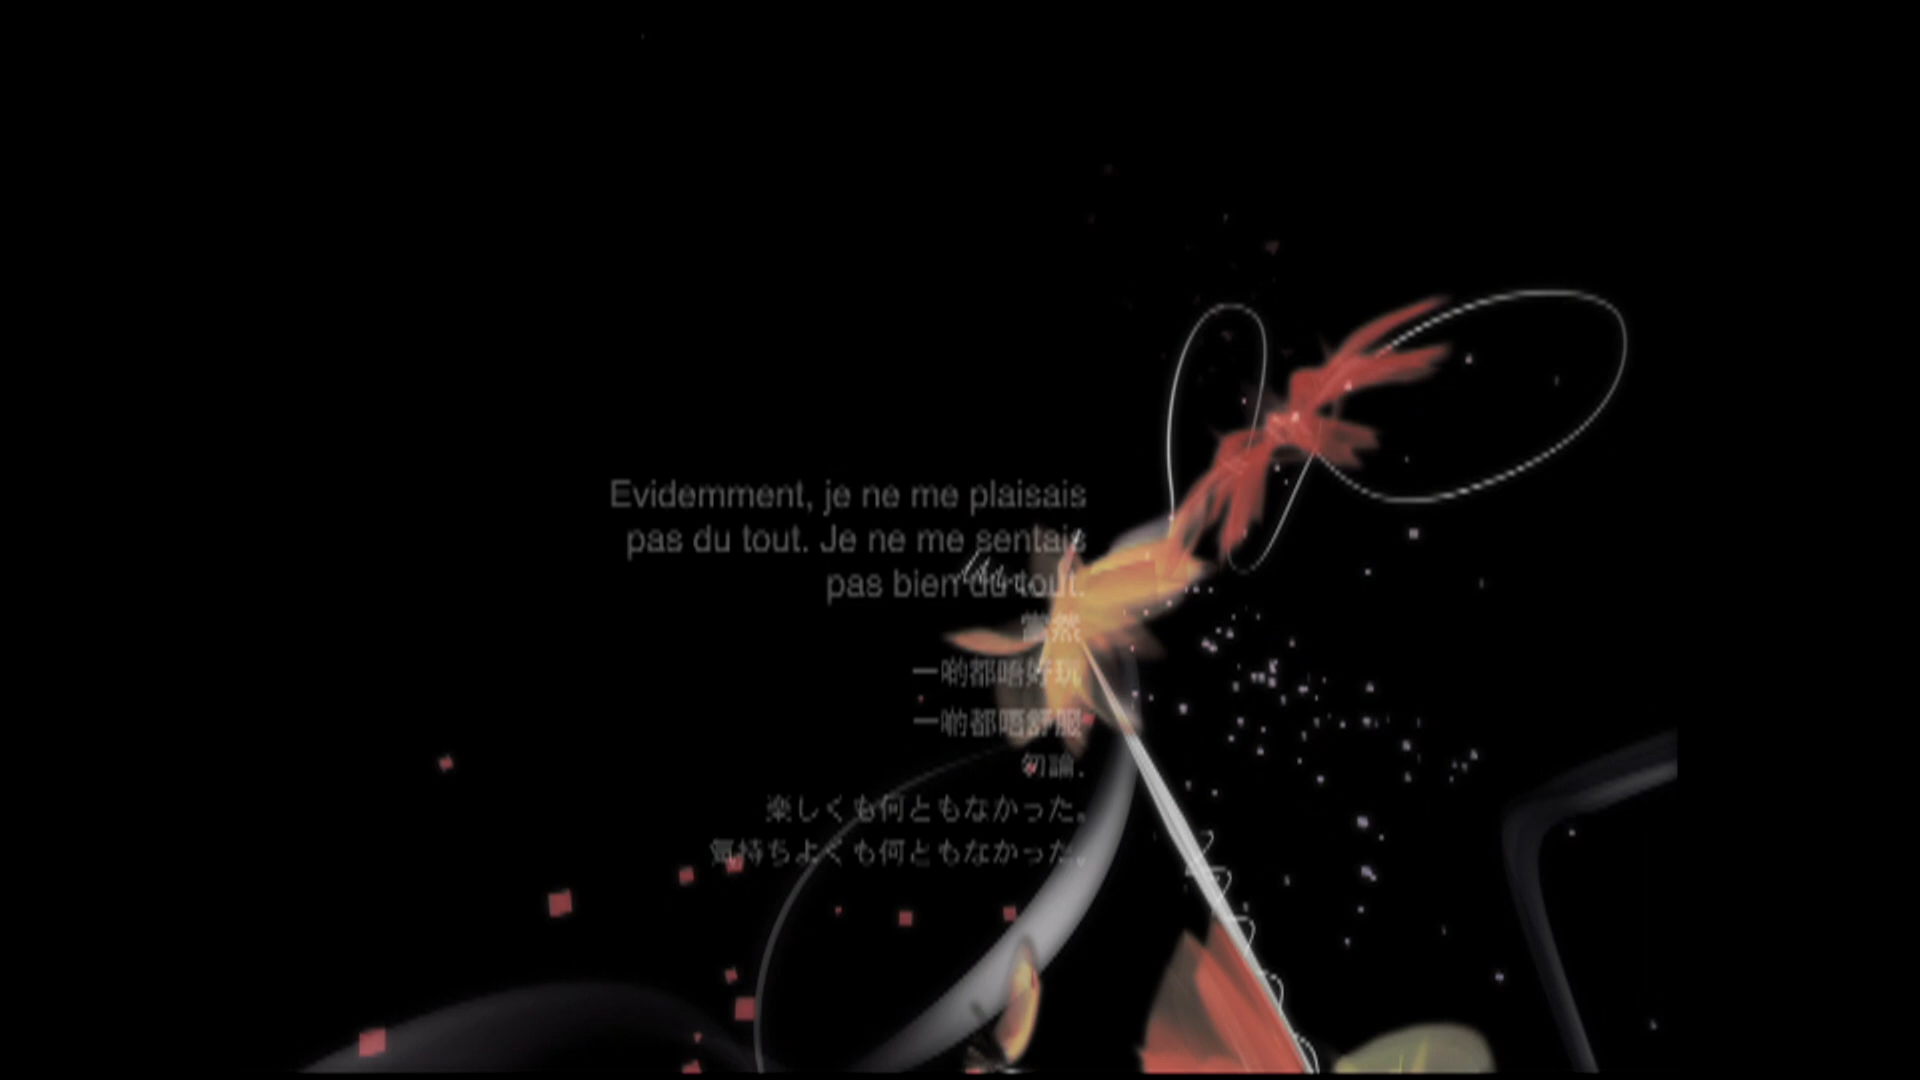 Evidemment, je ne me plaisais
pas du tout. Je ne me sentais
pas bien du tout.
當然
一啲都唔好玩
一啲都唔舒服
勿論.
楽しくも何ともなかった。
気持ちよくも何ともなかった。